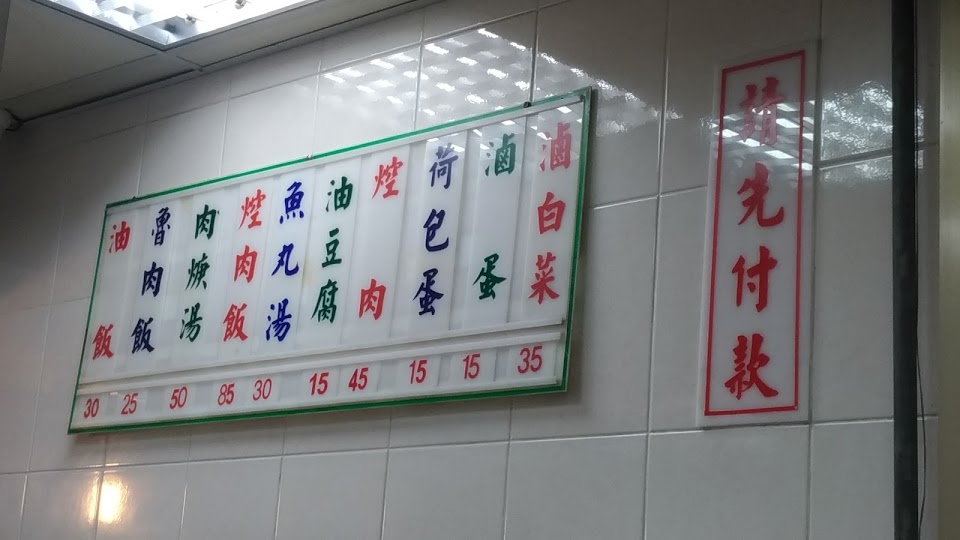 油飯
魯肉飯
肉焿湯
焢肉飯
魚丸湯
油豆腐
焢肉
荷包蛋
滷蛋
滷白菜
30 25 50 85 30 15 45 15 15 35
請先付款